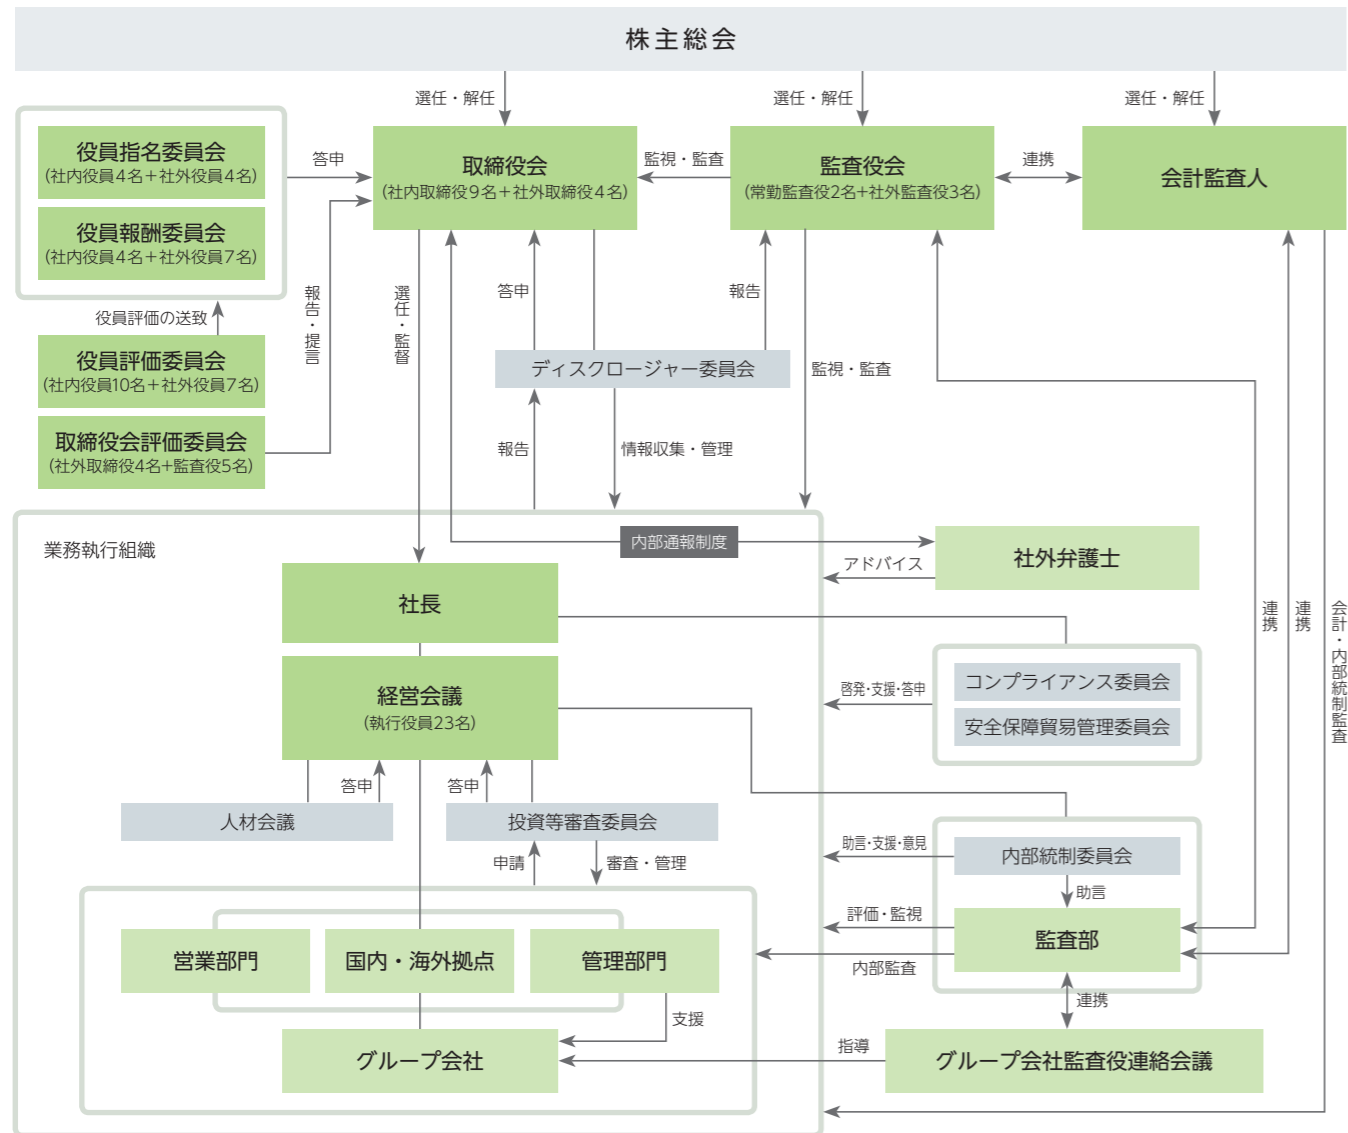 株主総会
選任・解任
選任・解任
選任・解任
役員指名委員会
(社内役員4名＋社外役員4名)
答申
取締役会
(社内取締役9名＋社外取締役4名)
監視・監査
監査役会
(常勤監査役2名＋社外監査役3名)
連携
会計監査人
役員報酬委員会
(社内役員4名＋社外役員7名)
役員評価の送致
報告・提言
選任・監督
答申
報告
役員評価委員会
(社内役員10名＋社外役員7名)
ディスクロージャー委員会
監視・監査
取締役会評価委員会
(社外取締役4名+監査役5名)
報告
情報収集・管理
業務執行組織
内部通報制度
社外弁護士
アドバイス
社長
連携
連携
会計・内部統制監査
経営会議
(執行役員23名)
啓発・支援・答申
コンプライアンス委員会
安全保障貿易管理委員会
答申
答申
人材会議
投資等審査委員会
助言・支援・意見
内部統制委員会
申請
審査・管理
助言
評価・監視
監査部
営業部門
国内・海外拠点
管理部門
内部監査
連携
支援
指導
グループ会社
グループ会社監査役連絡会議